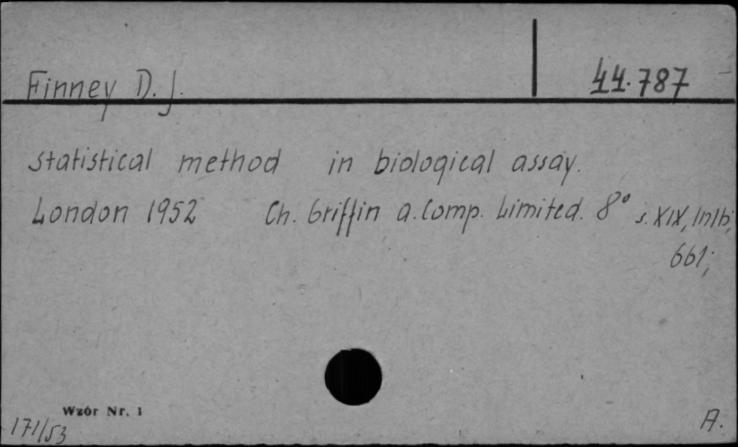 Finney D. J. 44.787
statistical method in biological assay.
London 1952 Ch. Griffin a. Comp. Limited. 8° s. XIX, 1nlb,
661;
Wzór Nr. 1
171/53 A.